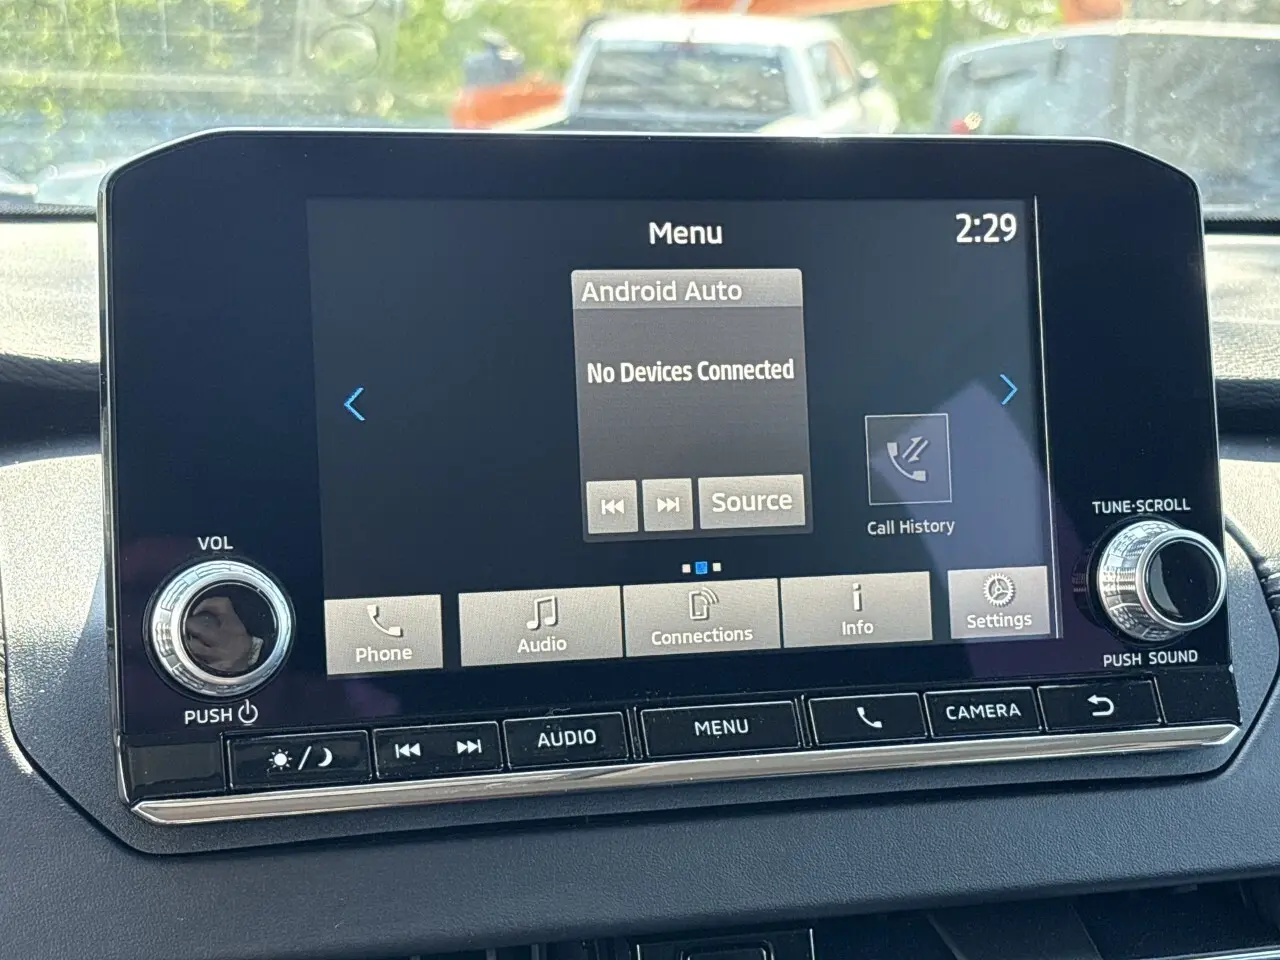 Menu
2:29
Android Auto
No Devices Connected
Source
Call History
Phone
Audio
Connections
Info
Settings
VOL
PUSH
TUNE·SCROLL
PUSH SOUND
AUDIO
MENU
CAMERA